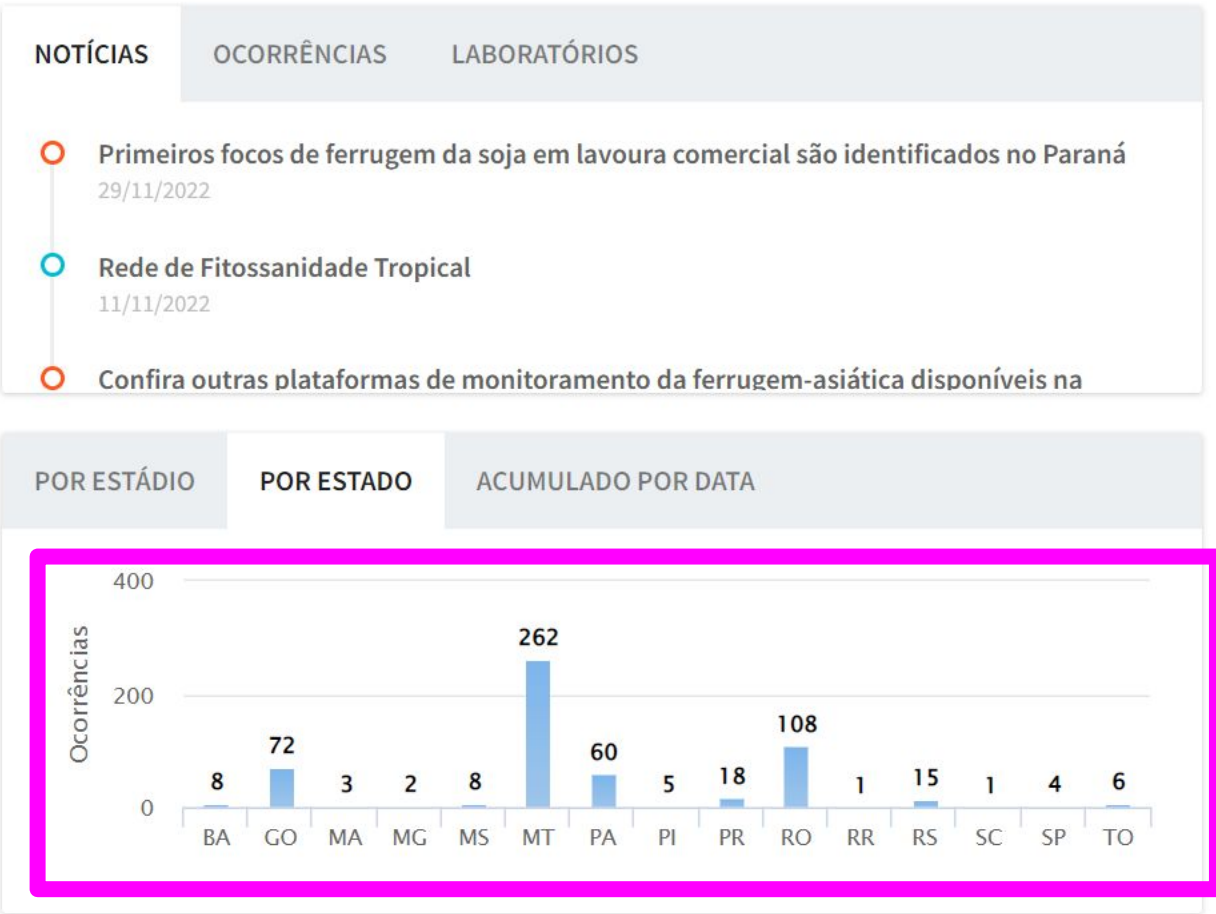 NOTÍCIAS OCORRÊNCIAS LABORATÓRIOS
Primeiros focos de ferrugem da soja em lavoura comercial são identificados no Paraná
29/11/2022
Rede de Fitossanidade Tropical
11/11/2022
Confira outras plataformas de monitoramento da ferrugem-asiática disponíveis na
POR ESTÁDIO POR ESTADO ACUMULADO POR DATA
Ocorrências
400
200
0
8 72 3 2 8 262 60 5 18 108 1 15 1 4 6
BA GO MA MG MS MT PA PI PR RO RR RS SC SP TO